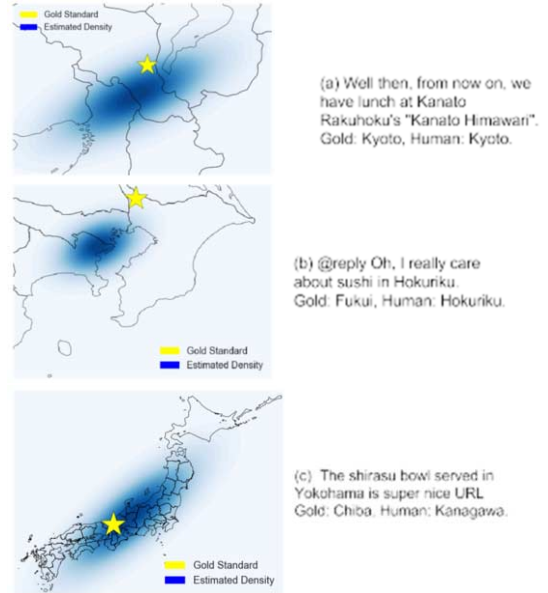 Gold Standard
Estimated Density
(a) Well then, from now on, we
have lunch at Kanato
Rakuhoku's "Kanato Himawari".
Gold: Kyoto, Human: Kyoto.
(b) @reply Oh, I really care
about sushi in Hokuriku.
Gold: Fukui, Human: Hokuriku.
Gold Standard
Estimated Density
(c) The shirasu bowl served in
Yokohama is super nice URL
Gold: Chiba, Human: Kanagawa.
Gold Standard
Estimated Density